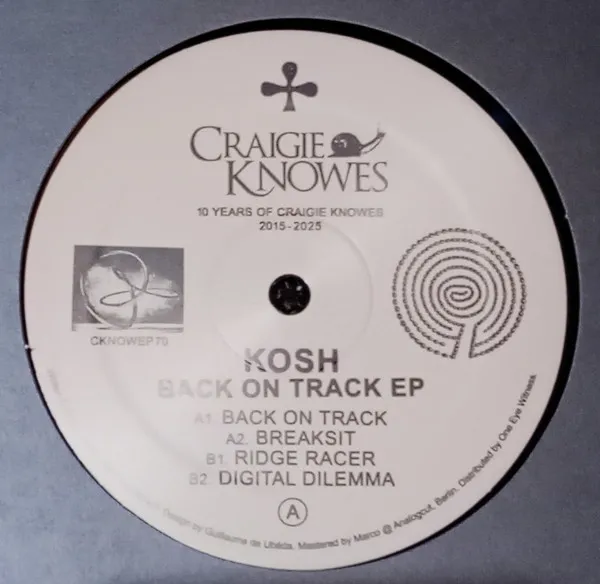 CRAIGIE
KNOWES
10 YEARS OF CRAIGIE KNOWES
2015-2025
CKNOWEP70
KOSH
BACK ON TRACK EP
A1. BACK ON TRACK
A2. BREAKSIT
B1. RIDGE RACER
B2. DIGITAL DILEMMA
A
Design by Guillaume de Ubéda. Mastered by Marco @ Analogcut, Berlin. Distributed by One Eye Witness